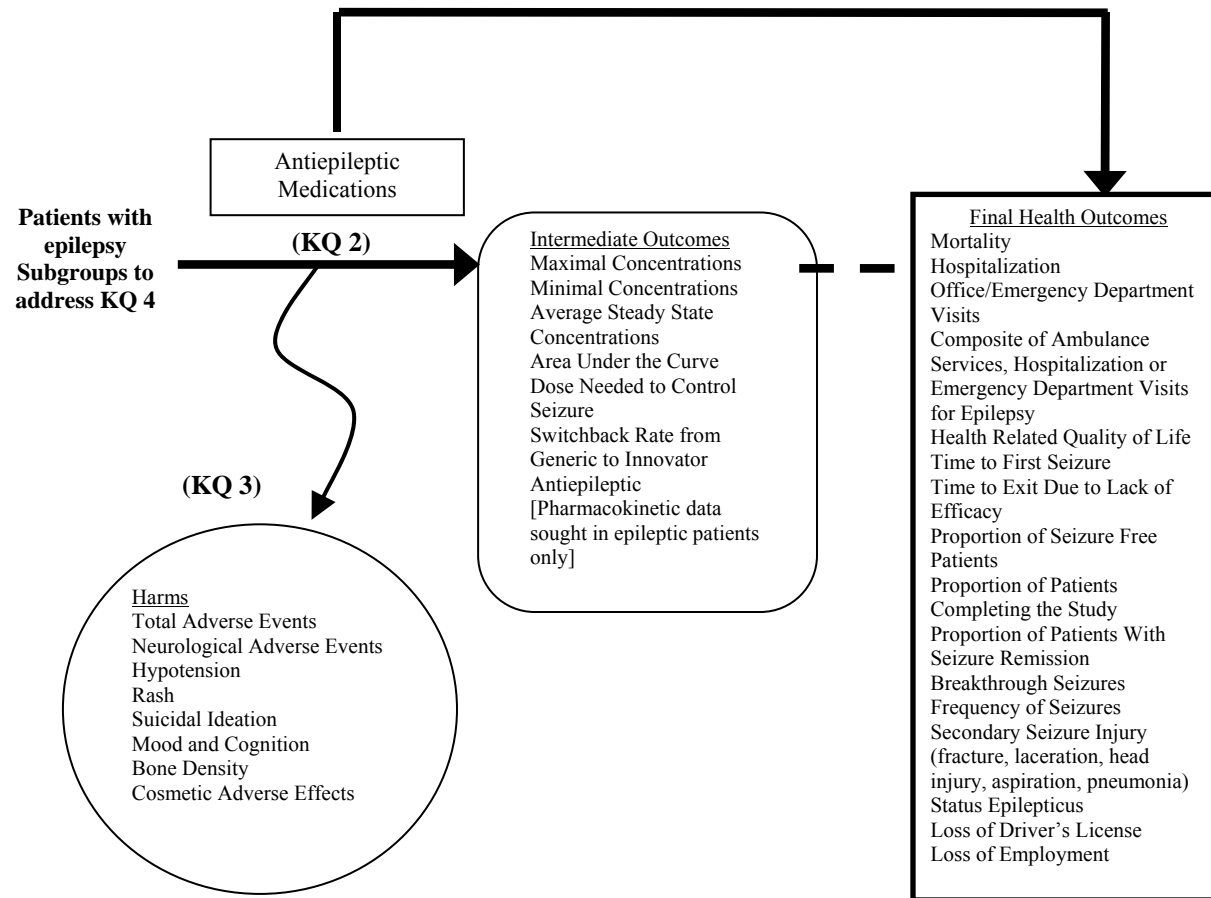 Antiepileptic
Medications
Patients with
epilepsy
Subgroups to
address KQ 4
(KQ 2)
(KQ 3)
Intermediate Outcomes
Maximal Concentrations
Minimal Concentrations
Average Steady State
Concentrations
Area Under the Curve
Dose Needed to Control
Seizure
Switchback Rate from
Generic to Innovator
Antiepileptic
[Pharmacokinetic data
sought in epileptic patients
only]
Harms
Total Adverse Events
Neurological Adverse Events
Hypotension
Rash
Suicidal Ideation
Mood and Cognition
Bone Density
Cosmetic Adverse Effects
Final Health Outcomes
Mortality
Hospitalization
Office/Emergency Department
Visits
Composite of Ambulance
Services, Hospitalization or
Emergency Department Visits
for Epilepsy
Health Related Quality of Life
Time to First Seizure
Time to Exit Due to Lack of
Efficacy
Proportion of Seizure Free
Patients
Proportion of Patients
Completing the Study
Proportion of Patients With
Seizure Remission
Breakthrough Seizures
Frequency of Seizures
Secondary Seizure Injury
(fracture, laceration, head
injury, aspiration, pneumonia)
Status Epilepticus
Loss of Driver’s License
Loss of Employment